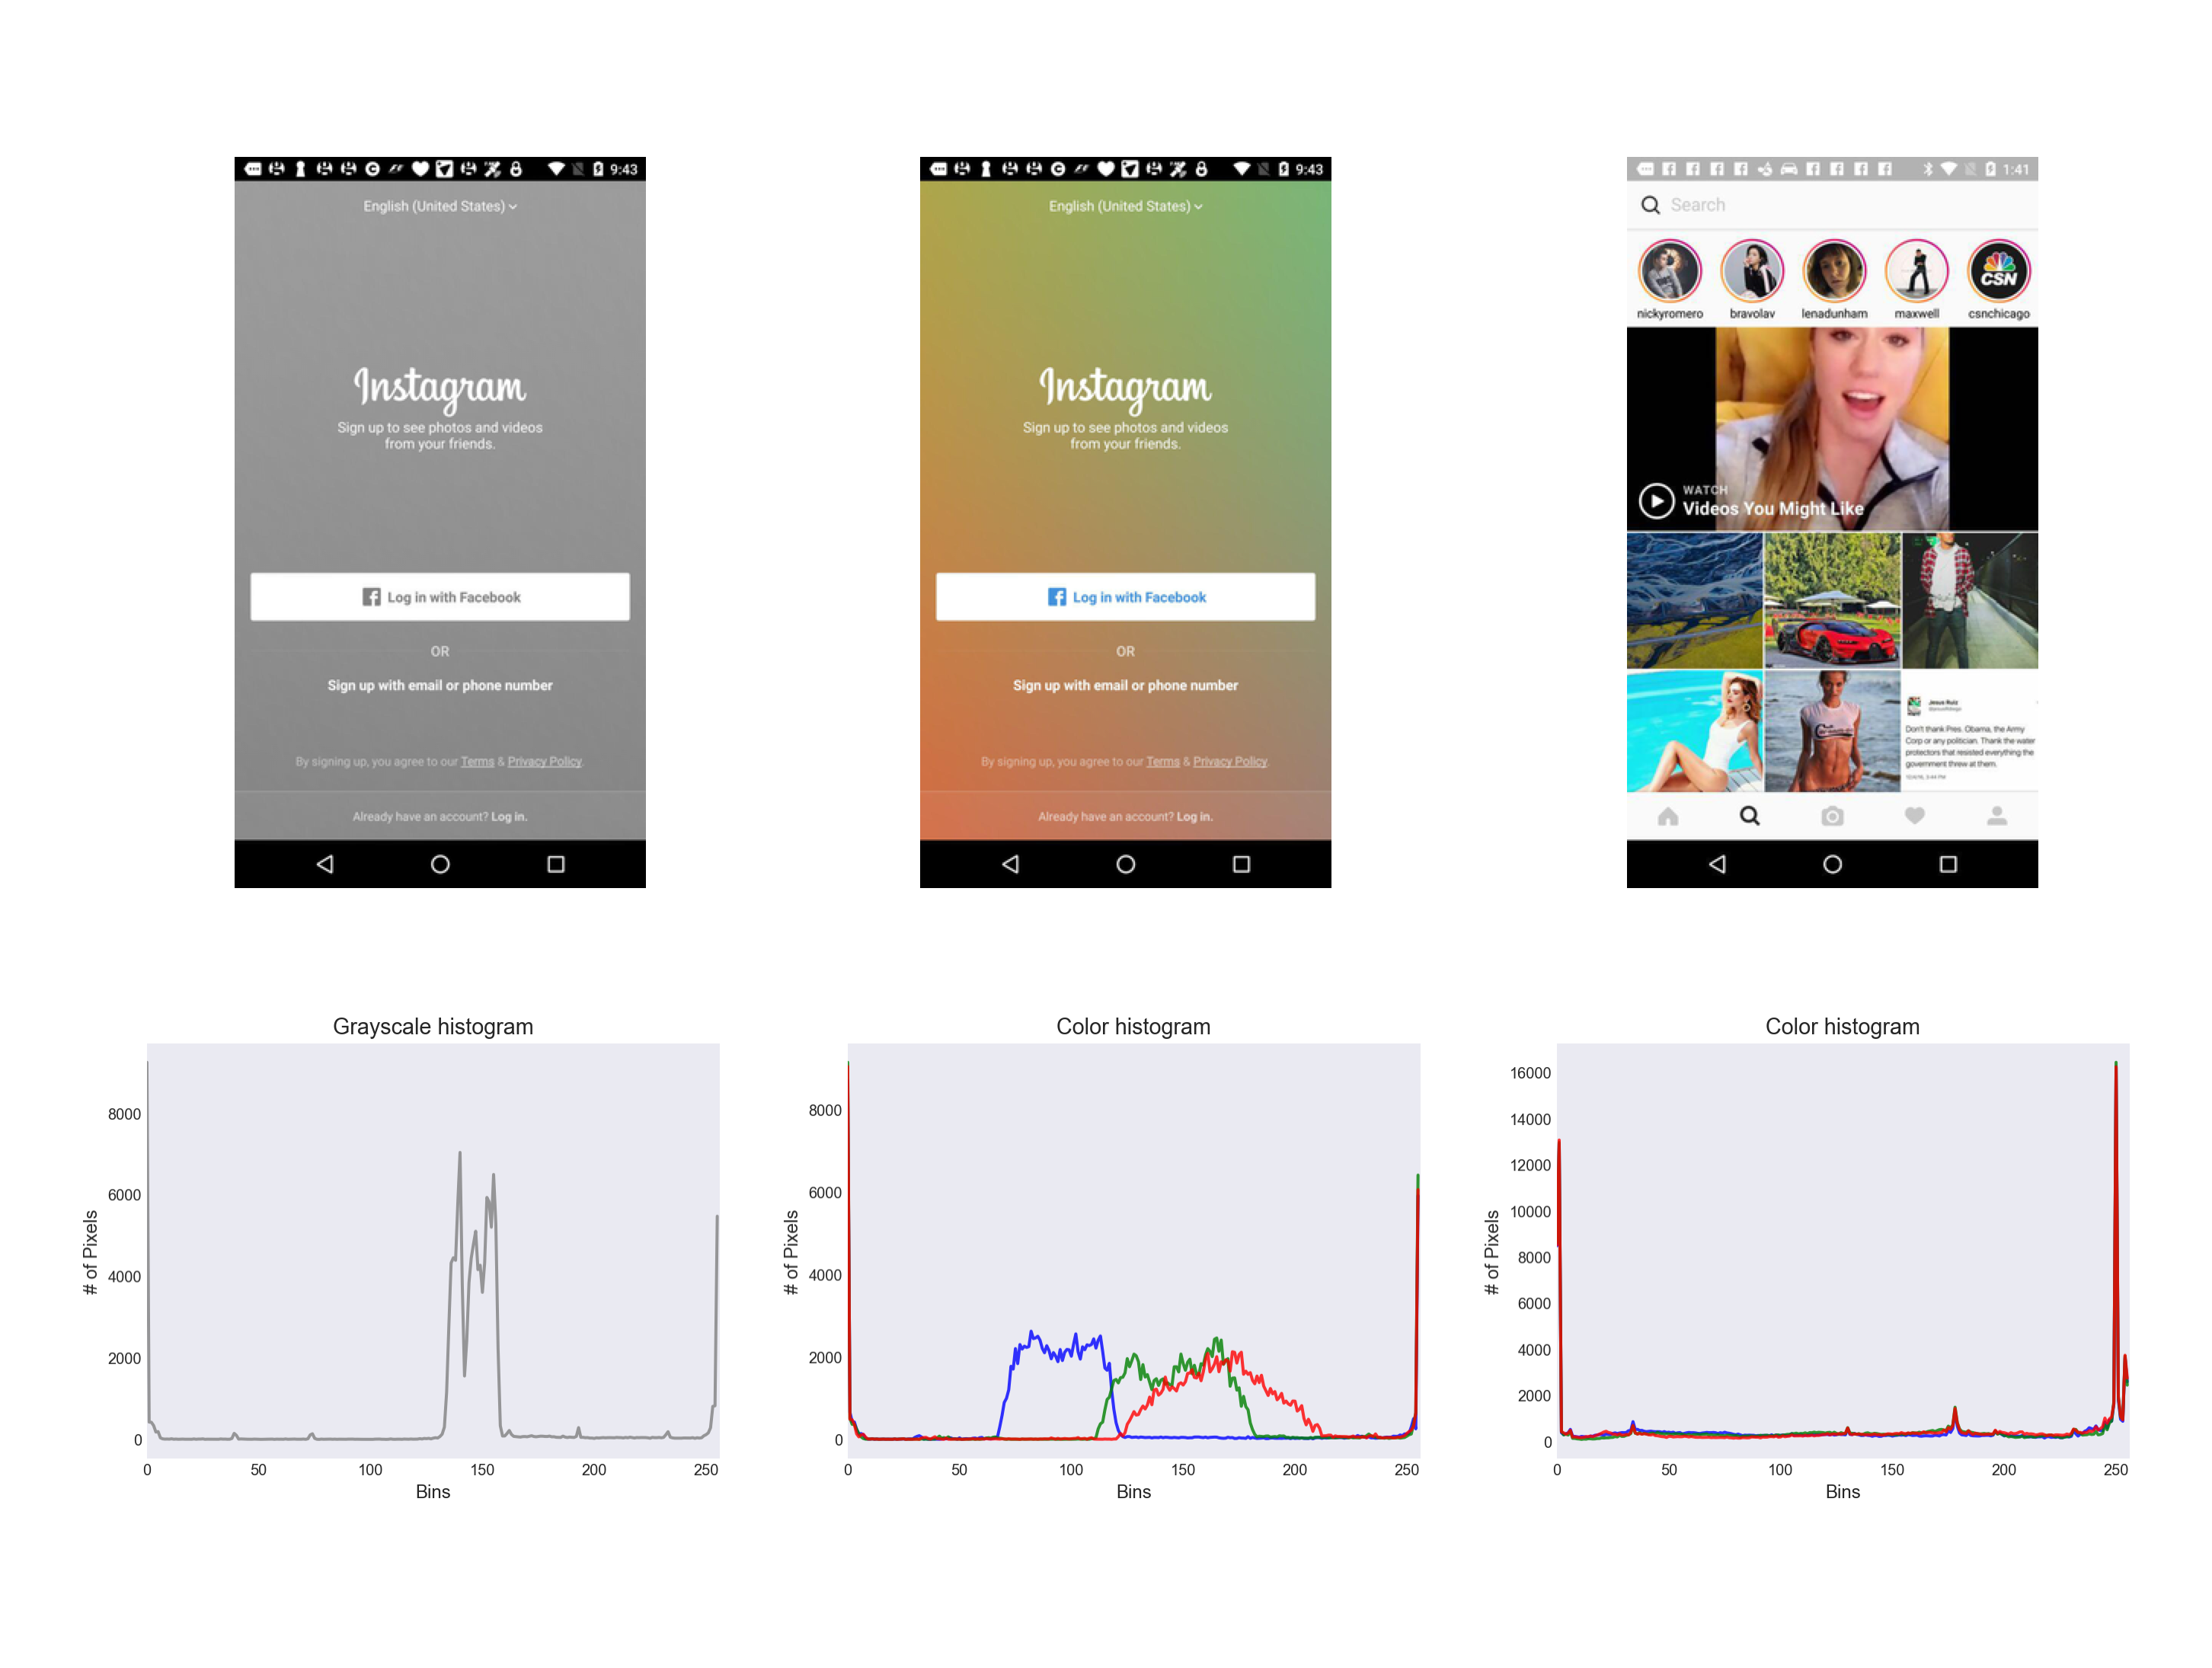 9:43
English (United States)
Instagram
Sign up to see photos and videos
from your friends.
Log in with Facebook
OR
Sign up with email or phone number
By signing up, you agree to our Terms & Privacy Policy.
Already have an account? Log in.
9:43
English (United States)
Instagram
Sign up to see photos and videos
from your friends.
Log in with Facebook
OR
Sign up with email or phone number
By signing up, you agree to our Terms & Privacy Policy.
Already have an account? Log in.
1:41
Search
CSN
nickyromero bravolav lenadunham maxwell csnchicago
WATCH
Videos You Might Like
Jesus Ruiz
Don't thank Pres. Obama, the Army
Corp or any politician. Thank the water
protectors that resisted everything the
government threw at them.
Grayscale histogram
# of Pixels
8000
6000
4000
2000
0
0 50 100 150 200 250
Bins
Color histogram
# of Pixels
8000
6000
4000
2000
0
0 50 100 150 200 250
Bins
Color histogram
# of Pixels
16000
14000
12000
10000
8000
6000
4000
2000
0
0 50 100 150 200 250
Bins